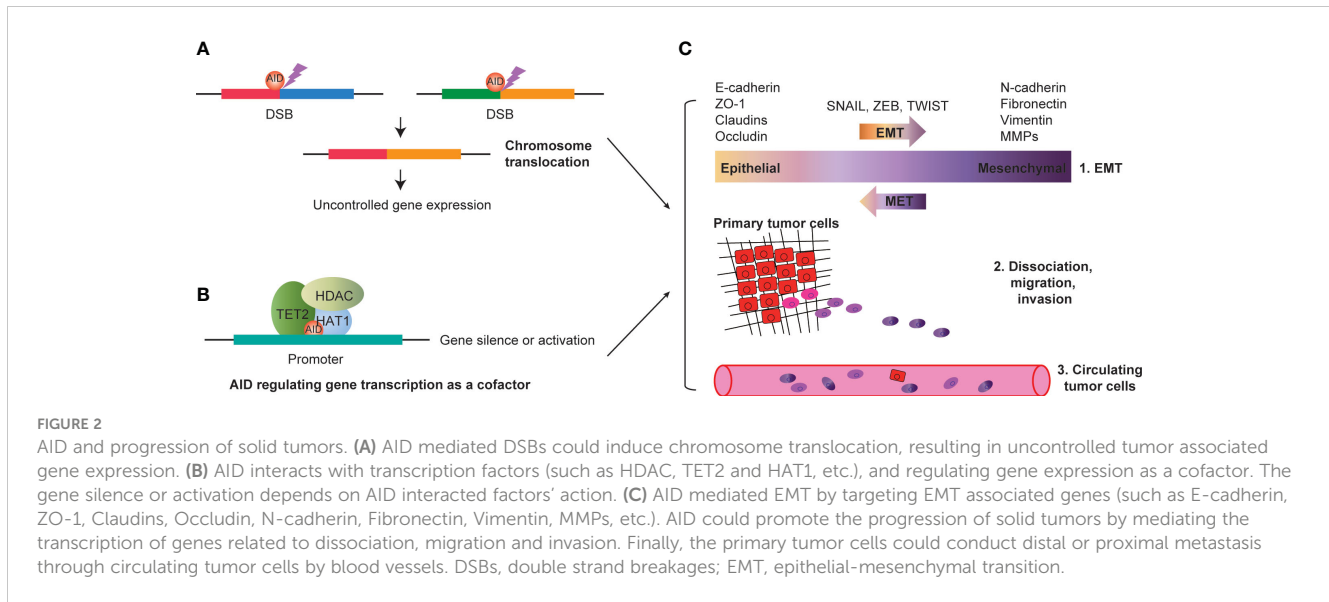 A
AID
AID
DSB
DSB
Chromosome
translocation
Uncontrolled gene expression
B
HDAC
TET2
HAT1
AID
Gene silence or activation
Promoter
AID regulating gene transcription as a cofactor
C
E-cadherin
ZO-1
Claudins
Occludin
SNAIL, ZEB, TWIST
EMT
N-cadherin
Fibronectin
Vimentin
MMPs
Epithelial
Mesenchymal
1. EMT
MET
Primary tumor cells
2. Dissociation,
migration,
invasion
3. Circulating
tumor cells
FIGURE 2
AID and progression of solid tumors. (A) AID mediated DSBs could induce chromosome translocation, resulting in uncontrolled tumor associated
gene expression. (B) AID interacts with transcription factors (such as HDAC, TET2 and HAT1, etc.), and regulating gene expression as a cofactor. The
gene silence or activation depends on AID interacted factors' action. (C) AID mediated EMT by targeting EMT associated genes (such as E-cadherin,
ZO-1, Claudins, Occludin, N-cadherin, Fibronectin, Vimentin, MMPs, etc.). AID could promote the progression of solid tumors by mediating the
transcription of genes related to dissociation, migration and invasion. Finally, the primary tumor cells could conduct distal or proximal metastasis
through circulating tumor cells by blood vessels. DSBs, double strand breakages; EMT, epithelial-mesenchymal transition.